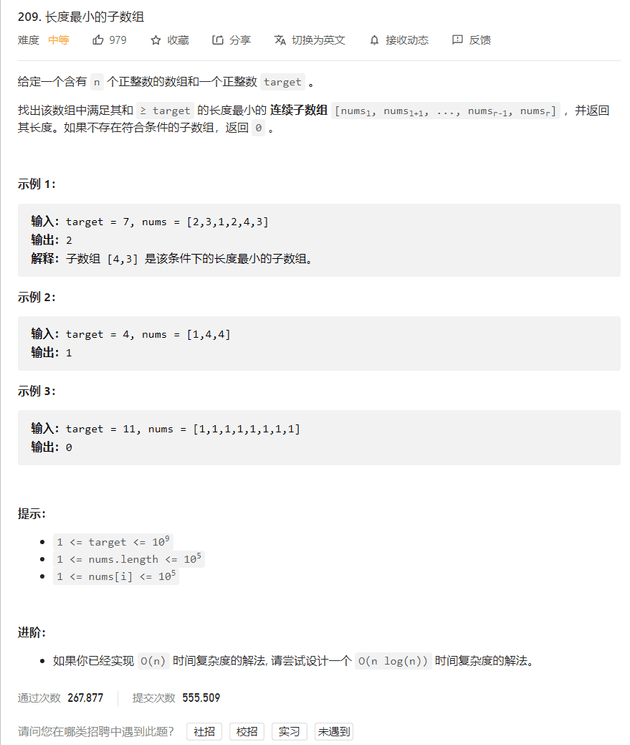 209. 长度最小的子数组
难度 中等 979 收藏 分享 切换为英文 接收动态 反馈
给定一个含有 n 个正整数的数组和一个正整数 target 。
找出该数组中满足其和 ≥ target 的长度最小的 连续子数组 [numsl, numsl+1, ..., numsr-1, numsr] ，并返回
其长度。如果不存在符合条件的子数组，返回 0 。
示例 1：
输入：target = 7, nums = [2,3,1,2,4,3]
输出：2
解释：子数组 [4,3] 是该条件下的长度最小的子数组。
示例 2：
输入：target = 4, nums = [1,4,4]
输出：1
示例 3：
输入：target = 11, nums = [1,1,1,1,1,1,1,1]
输出：0
提示：
1 <= target <= 10⁹
1 <= nums.length <= 10⁵
1 <= nums[i] <= 10⁵
进阶：
如果你已经实现 O(n) 时间复杂度的解法, 请尝试设计一个 O(n log(n)) 时间复杂度的解法。
通过次数 267,877 提交次数 555,509
请问您在哪类招聘中遇到此题？ 社招 校招 实习 未遇到